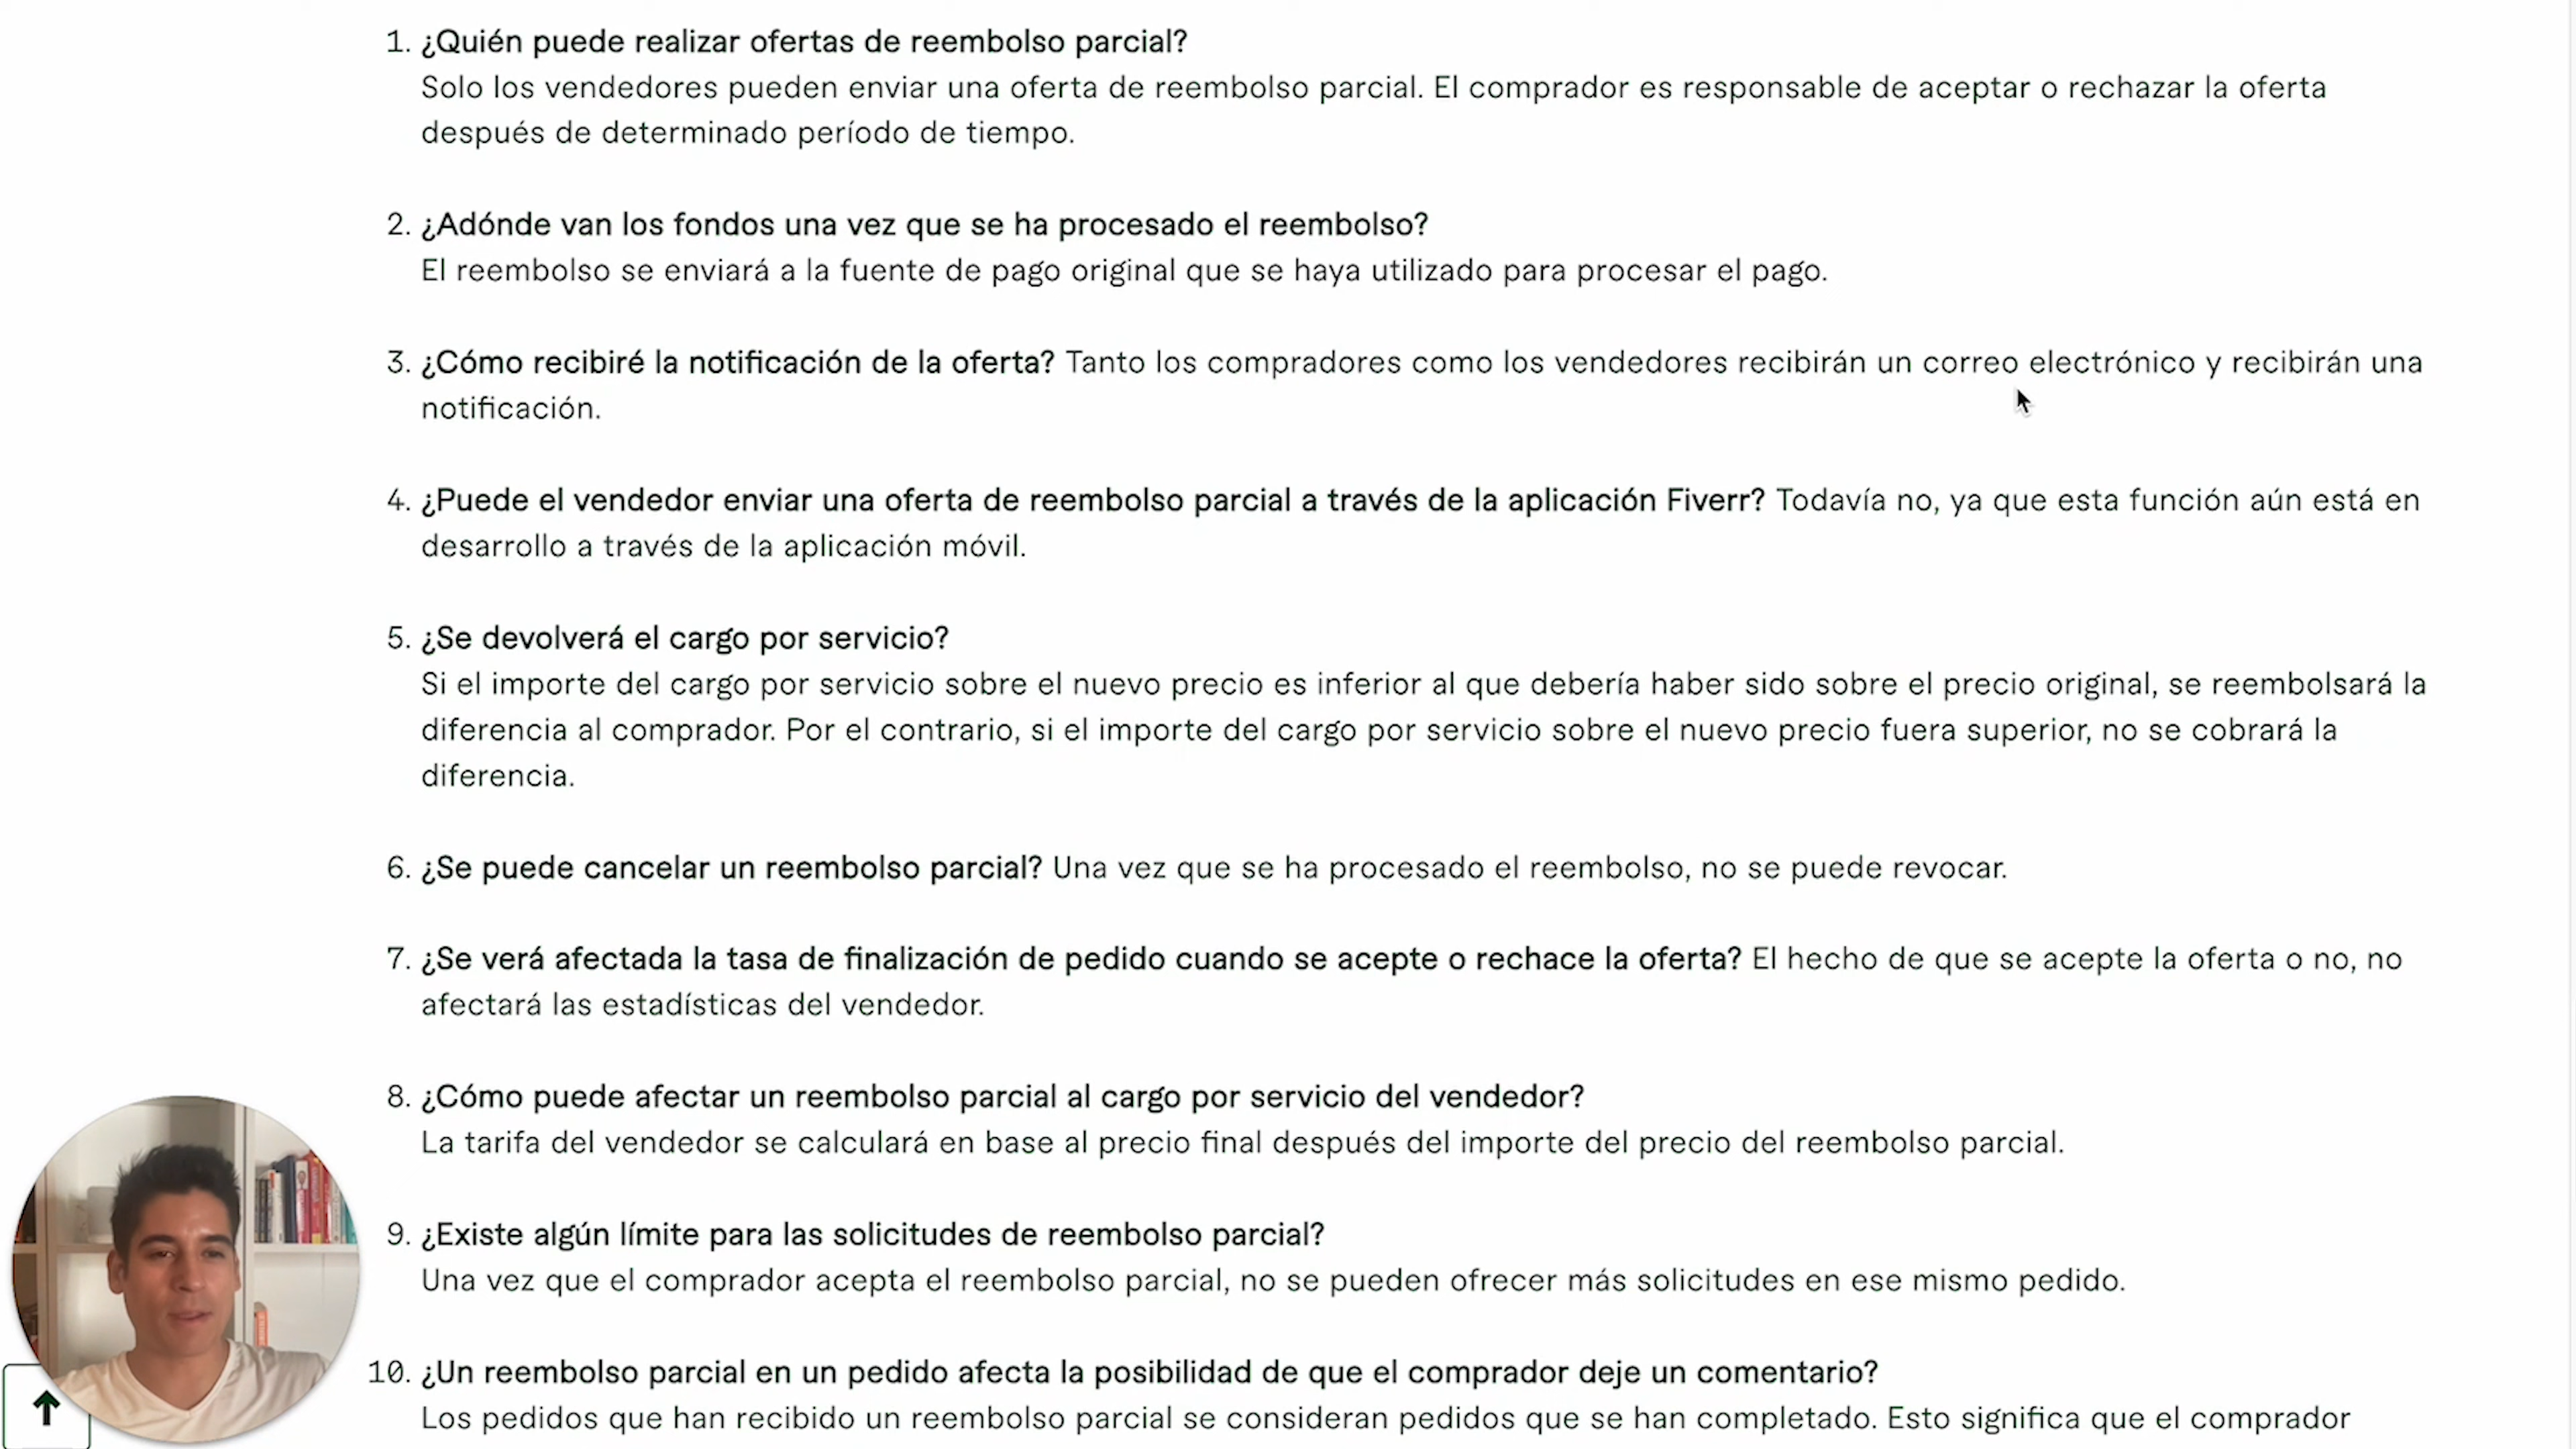 1. ¿Quién puede realizar ofertas de reembolso parcial?
Solo los vendedores pueden enviar una oferta de reembolso parcial. El comprador es responsable de aceptar o rechazar la oferta
después de determinado período de tiempo.
2. ¿Adónde van los fondos una vez que se ha procesado el reembolso?
El reembolso se enviará a la fuente de pago original que se haya utilizado para procesar el pago.
3. ¿Cómo recibiré la notificación de la oferta? Tanto los compradores como los vendedores recibirán un correo electrónico y recibirán una
notificación.
4. ¿Puede el vendedor enviar una oferta de reembolso parcial a través de la aplicación Fiverr? Todavía no, ya que esta función aún está en
desarrollo a través de la aplicación móvil.
5. ¿Se devolverá el cargo por servicio?
Si el importe del cargo por servicio sobre el nuevo precio es inferior al que debería haber sido sobre el precio original, se reembolsará la
diferencia al comprador. Por el contrario, si el importe del cargo por servicio sobre el nuevo precio fuera superior, no se cobrará la
diferencia.
6. ¿Se puede cancelar un reembolso parcial? Una vez que se ha procesado el reembolso, no se puede revocar.
7. ¿Se verá afectada la tasa de finalización de pedido cuando se acepte o rechace la oferta? El hecho de que se acepte la oferta o no, no
afectará las estadísticas del vendedor.
8. ¿Cómo puede afectar un reembolso parcial al cargo por servicio del vendedor?
La tarifa del vendedor se calculará en base al precio final después del importe del precio del reembolso parcial.
9. ¿Existe algún límite para las solicitudes de reembolso parcial?
Una vez que el comprador acepta el reembolso parcial, no se pueden ofrecer más solicitudes en ese mismo pedido.
10. ¿Un reembolso parcial en un pedido afecta la posibilidad de que el comprador deje un comentario?
Los pedidos que han recibido un reembolso parcial se consideran pedidos que se han completado. Esto significa que el comprador